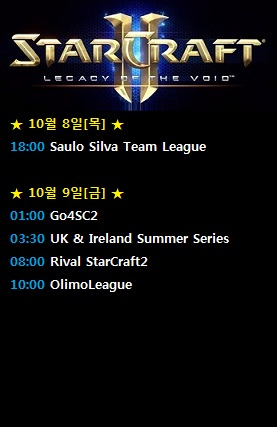 STARCRAFT
II
LEGACY OF THE VOID™
★ 10월 8일[목] ★
18:00 Saulo Silva Team League
★ 10월 9일[금] ★
01:00 Go4SC2
03:30 UK & Ireland Summer Series
08:00 Rival StarCraft2
10:00 OlimoLeague